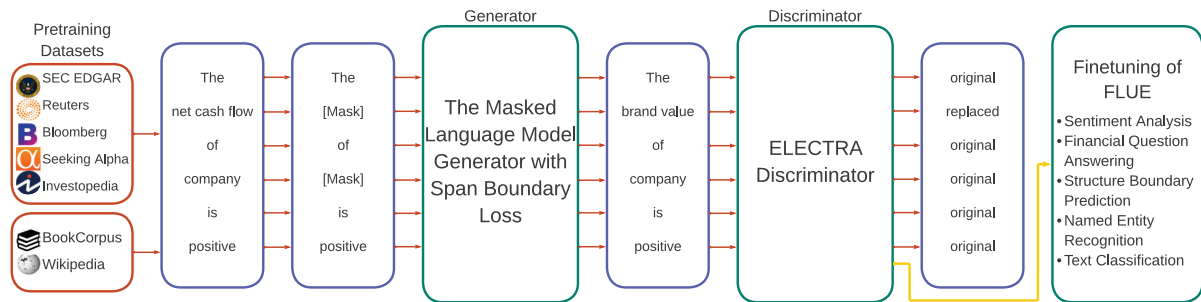 Pretraining
Datasets
SEC EDGAR
Reuters
Bloomberg
Seeking Alpha
Investopedia
BookCorpus
Wikipedia
The
net cash flow
of
company
is
positive
The
[Mask]
of
[Mask]
is
positive
Generator
The Masked
Language Model
Generator with
Span Boundary
Loss
The
brand value
of
company
is
positive
Discriminator
ELECTRA
Discriminator
original
replaced
original
original
original
original
Finetuning of
FLUE
• Sentiment Analysis
• Financial Question
Answering
• Structure Boundary
Prediction
• Named Entity
Recognition
• Text Classification